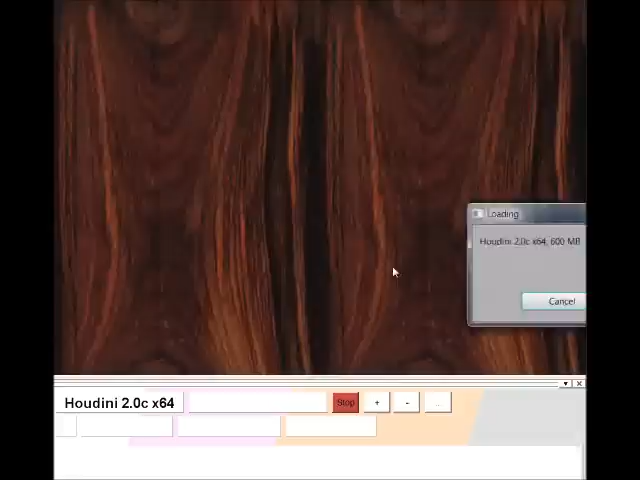 Loading
Houdini 2.0c x64, 600 MB
Cancel
Houdini 2.0c x64
Stop + - ...